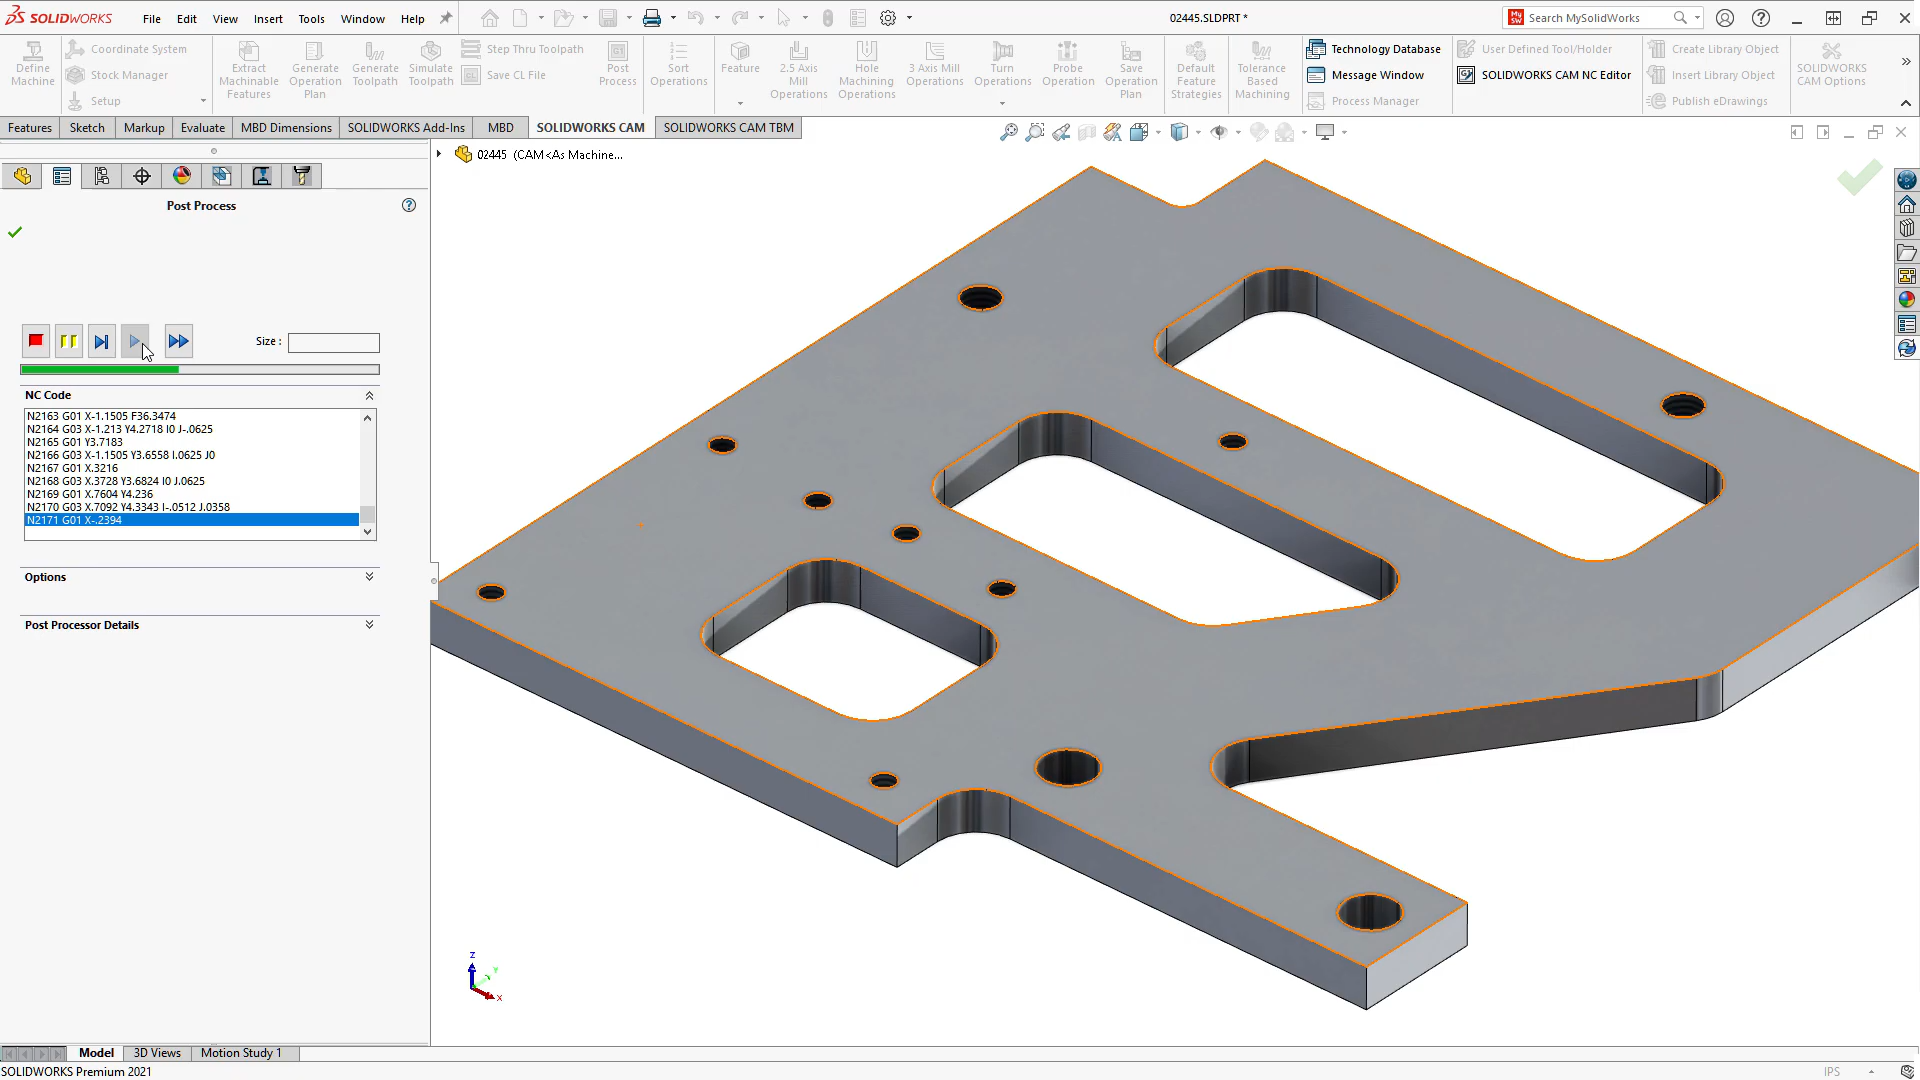 SOLIDWORKS
File Edit View Insert Tools Window Help
02445.SLDPRT *
Search MySolidWorks
Define Machine
Coordinate System
Stock Manager
Setup
Extract Machinable Features
Generate Operation Plan
Generate Toolpath
Simulate Toolpath
Step Thru Toolpath
Save CL File
G1
Post Process
Sort Operations
Feature
2.5 Axis Mill Operations
Hole Machining Operations
3 Axis Mill Operations
Turn Operations
Probe Operation
Save Operation Plan
Default Feature Strategies
Tolerance Based Machining
Technology Database
Message Window
Process Manager
User Defined Tool/Holder
SOLIDWORKS CAM NC Editor
Create Library Object
Insert Library Object
Publish eDrawings
SOLIDWORKS CAM Options
Features Sketch Markup Evaluate MBD Dimensions SOLIDWORKS Add-Ins MBD SOLIDWORKS CAM SOLIDWORKS CAM TBM
02445 (CAM<As Machine...
Post Process
Size :
NC Code
N2163 G01 X-1.1505 F36.3474
N2164 G03 X-1.213 Y4.2718 I0 J-.0625
N2165 G01 Y3.7183
N2166 G03 X-1.1505 Y3.6558 I.0625 J0
N2167 G01 X.3216
N2168 G03 X.3728 Y3.6824 I0 J.0625
N2169 G01 X.7604 Y4.236
N2170 G03 X.7092 Y4.3343 I-.0512 J.0358
N2171 G01 X-.2394
Options
Post Processor Details
Z
Y
X
Model 3D Views Motion Study 1
SOLIDWORKS Premium 2021
IPS